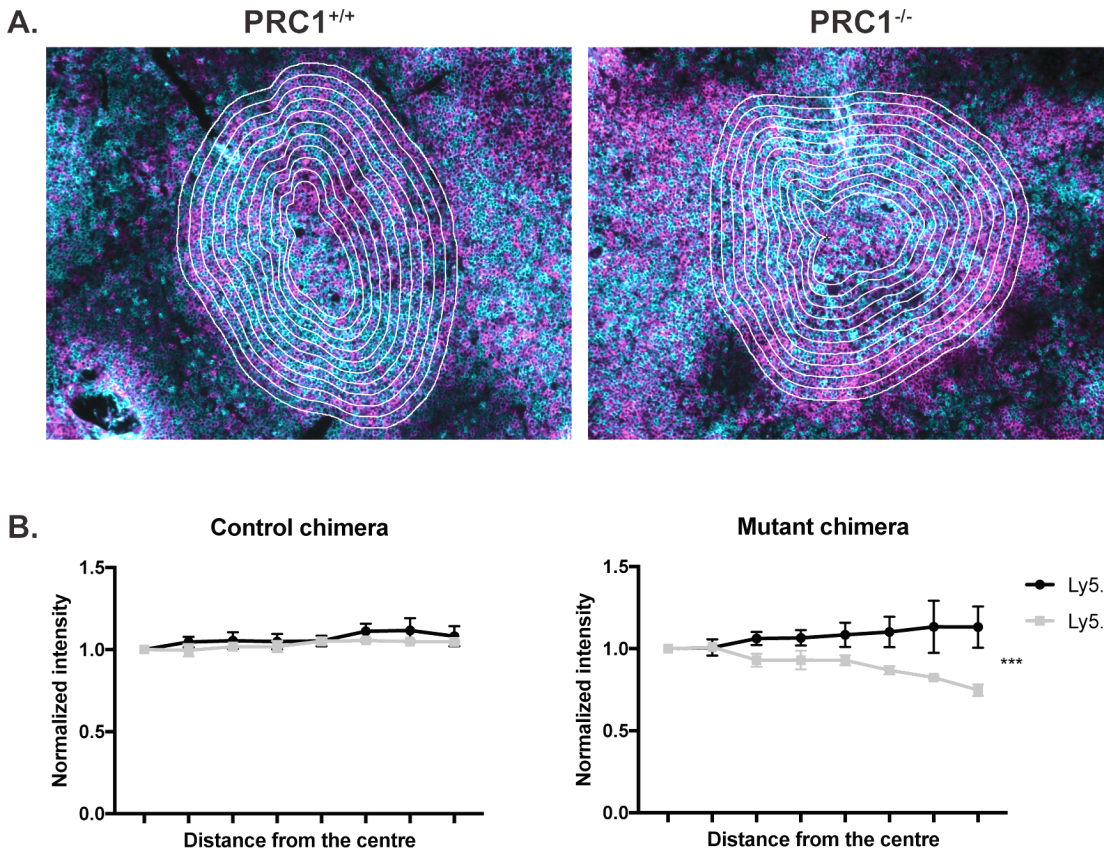 A.
PRC1+/+
PRC1-/-
B.
Control chimera
Mutant chimera
Normalized intensity
1.5
1.0
0.5
0.0
Distance from the centre
Normalized intensity
1.5
1.0
0.5
0.0
Distance from the centre
Ly5.
Ly5.
***